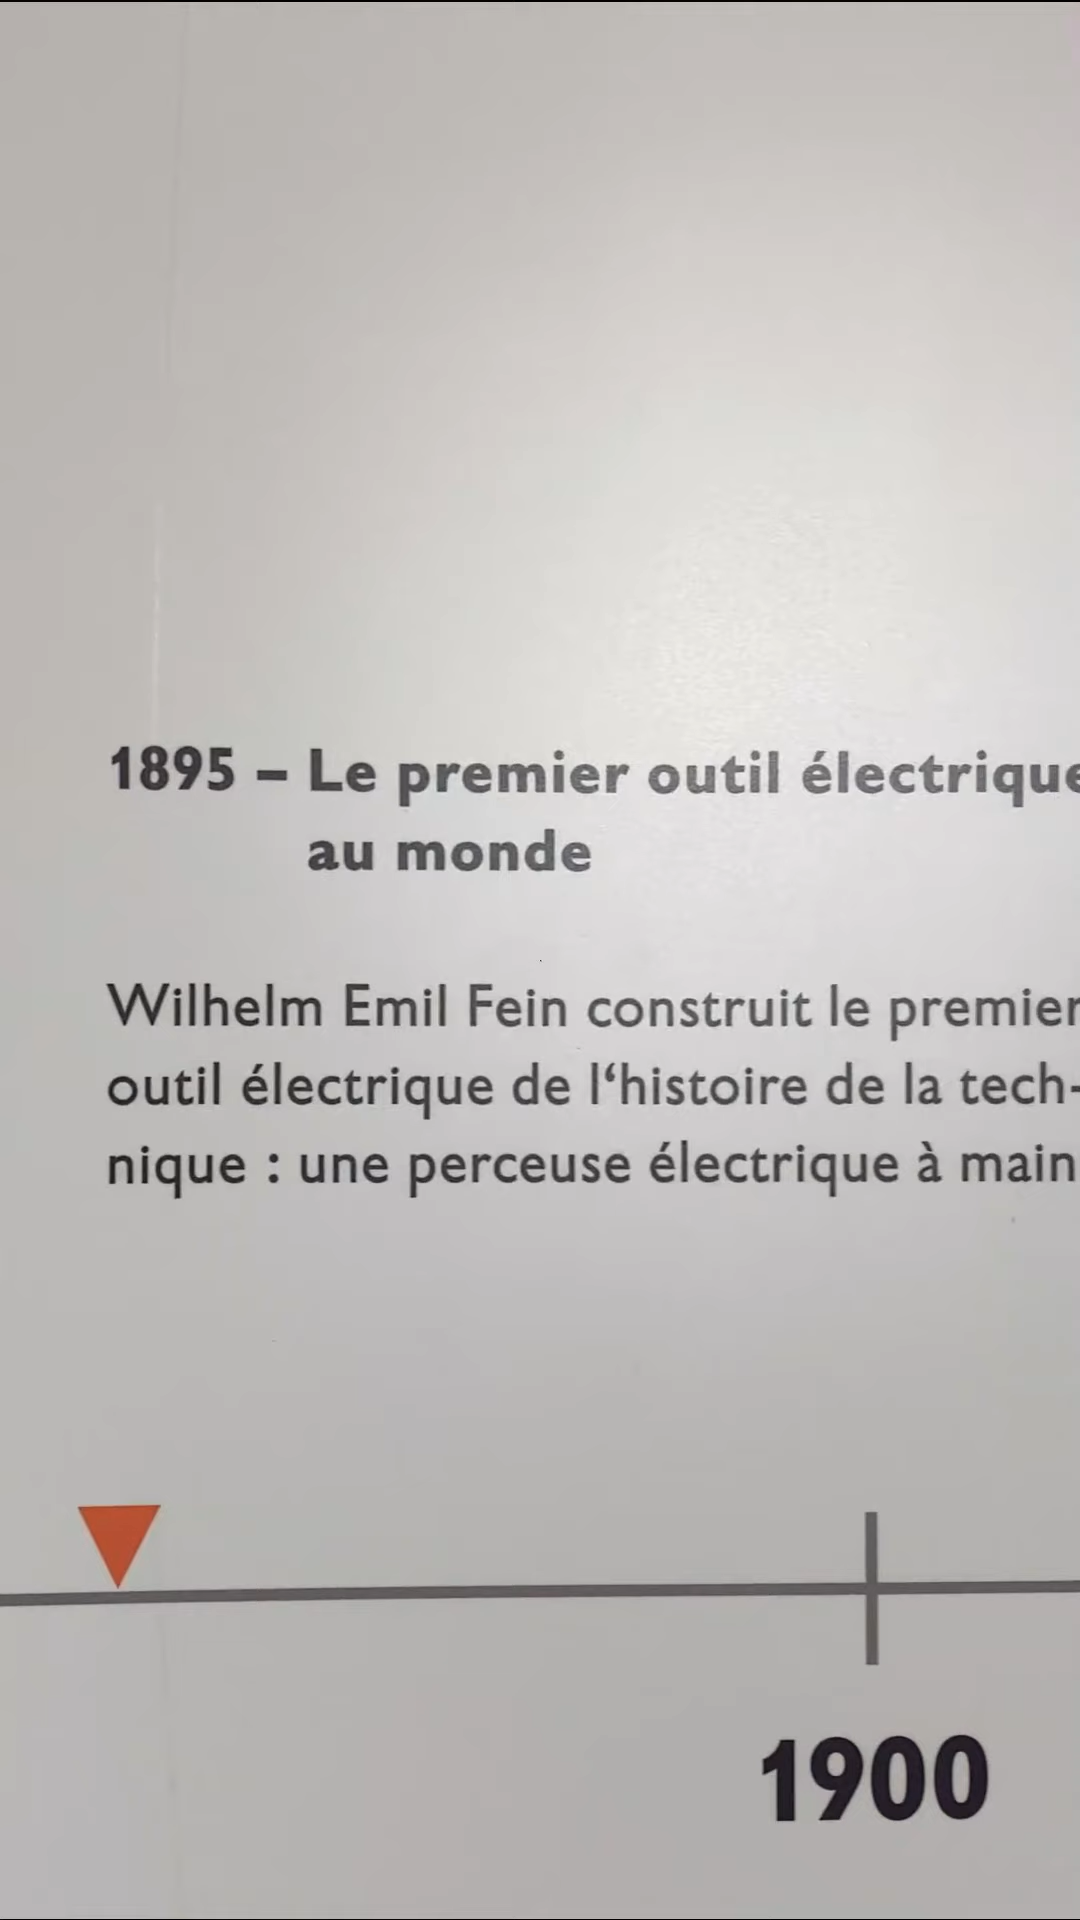 1895 – Le premier outil électrique
au monde
Wilhelm Emil Fein construit le premier
outil électrique de l‘histoire de la tech-
nique : une perceuse électrique à main
1900